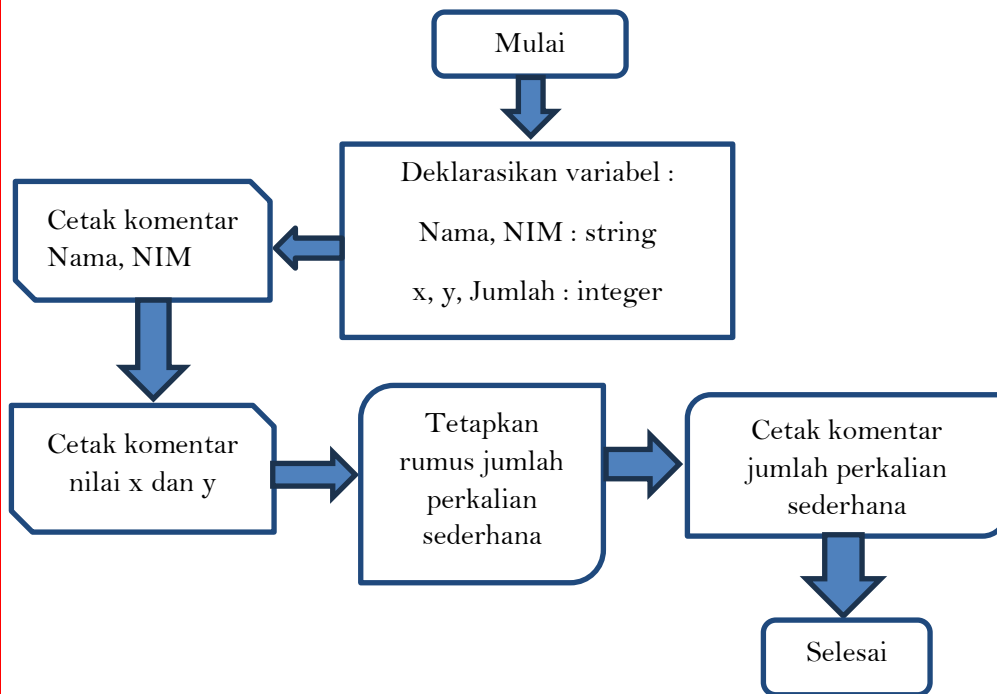 Mulai
Deklarasikan variabel :
Nama, NIM : string
x, y, Jumlah : integer
Cetak komentar
Nama, NIM
Cetak komentar
nilai x dan y
Tetapkan
rumus jumlah
perkalian
sederhana
Cetak komentar
jumlah perkalian
sederhana
Selesai